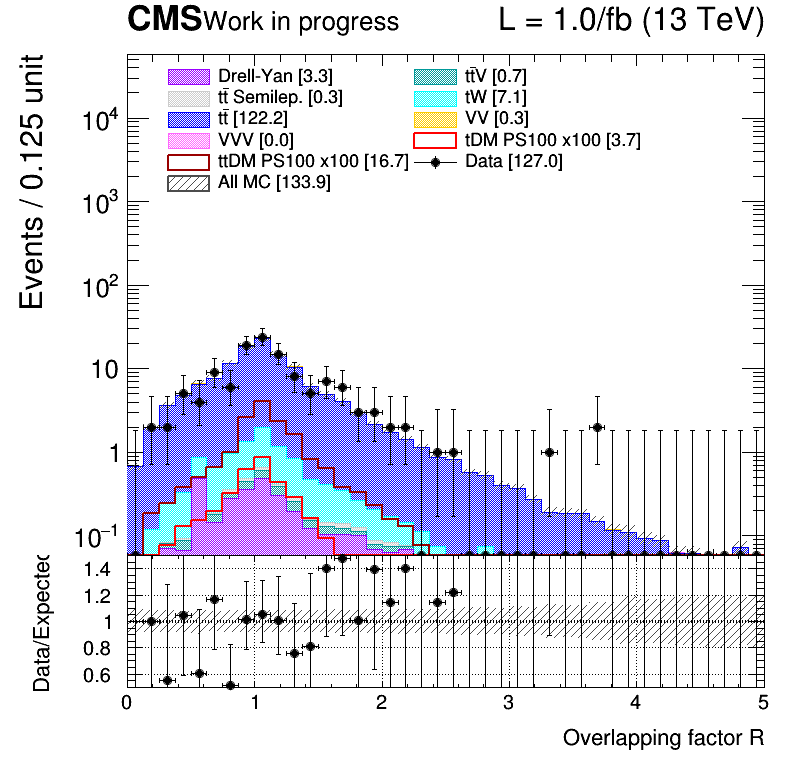 CMS Work in progress L = 1.0/fb (13 TeV)
Events / 0.125 unit
Drell-Yan [3.3] tt̄V [0.7]
tt̄ Semilep. [0.3] tW [7.1]
tt̄ [122.2] VV [0.3]
VVV [0.0] tDM PS100 x100 [3.7]
ttDM PS100 x100 [16.7] Data [127.0]
All MC [133.9]
10⁴
10³
10²
10
1
10⁻¹
Data/Expected
1.4
1.2
1
0.8
0.6
0 1 2 3 4 5
Overlapping factor R